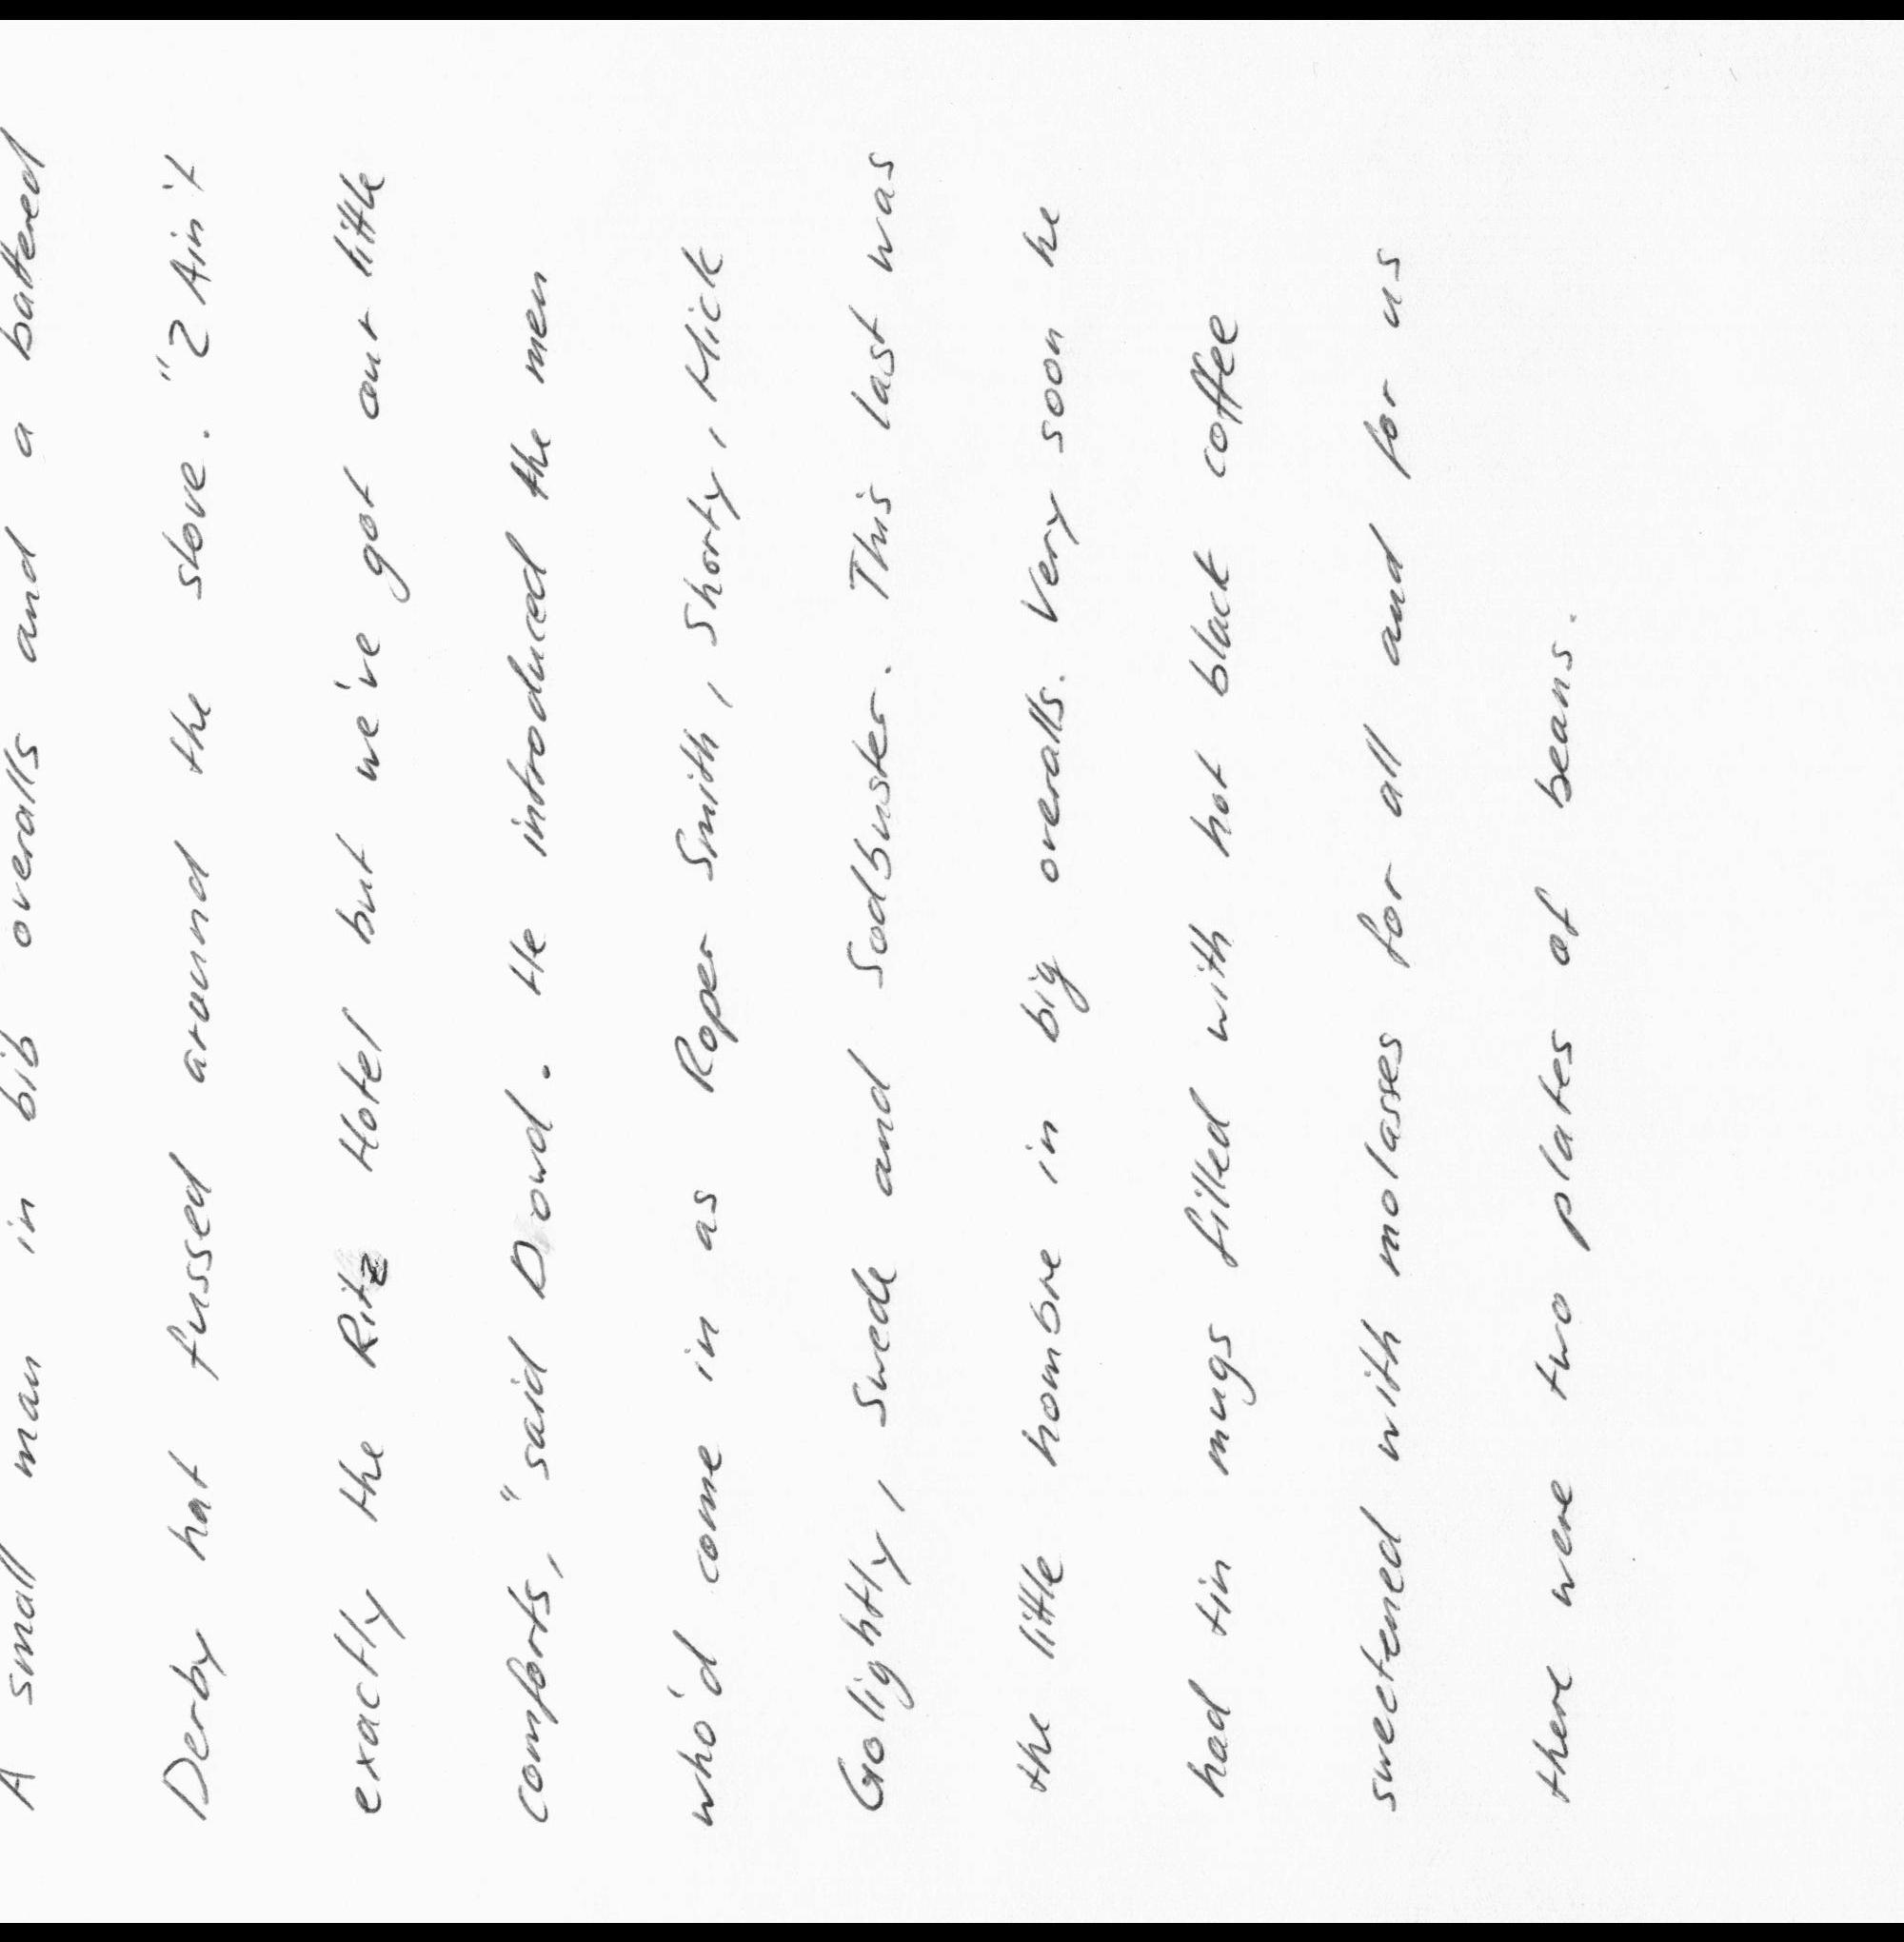 A small man in bib overalls and a battered
Derby hat fussed around the stove. "2 Ain't
exactly the Ritz Hotel but we've got our little
comforts," said Dowd. He introduced the men
who'd come in as Roper Smith, Shorty, Mick
Golightly, Swede and Sodbuster. This last was
the little hombre in big overalls. Very soon he
had tin mugs filled with hot black coffee
sweetened with molasses for all and for us
there were two plates of beans.